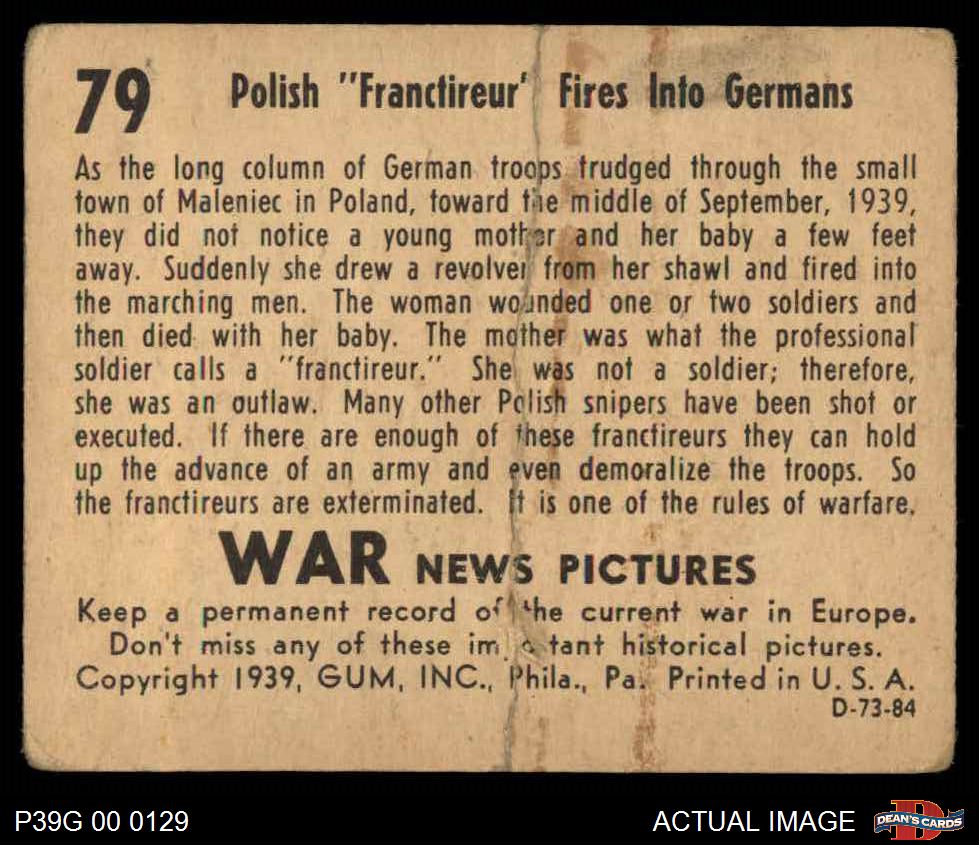 79 Polish "Franctireur' Fires Into Germans
As the long column of German troops trudged through the small
town of Maleniec in Poland, toward the middle of September, 1939,
they did not notice a young mother and her baby a few feet
away. Suddenly she drew a revolver from her shawl and fired into
the marching men. The woman wounded one or two soldiers and
then died with her baby. The mother was what the professional
soldier calls a "franctireur." She was not a soldier; therefore,
she was an outlaw. Many other Polish snipers have been shot or
executed. If there are enough of these franctireurs they can hold
up the advance of an army and even demoralize the troops. So
the franctireurs are exterminated. It is one of the rules of warfare.
WAR NEWS PICTURES
Keep a permanent record of the current war in Europe.
Don't miss any of these important historical pictures.
Copyright 1939, GUM, INC., Phila., Pa. Printed in U. S. A.
D-73-84
P39G 00 0129
ACTUAL IMAGE
DEAN'S CARDS